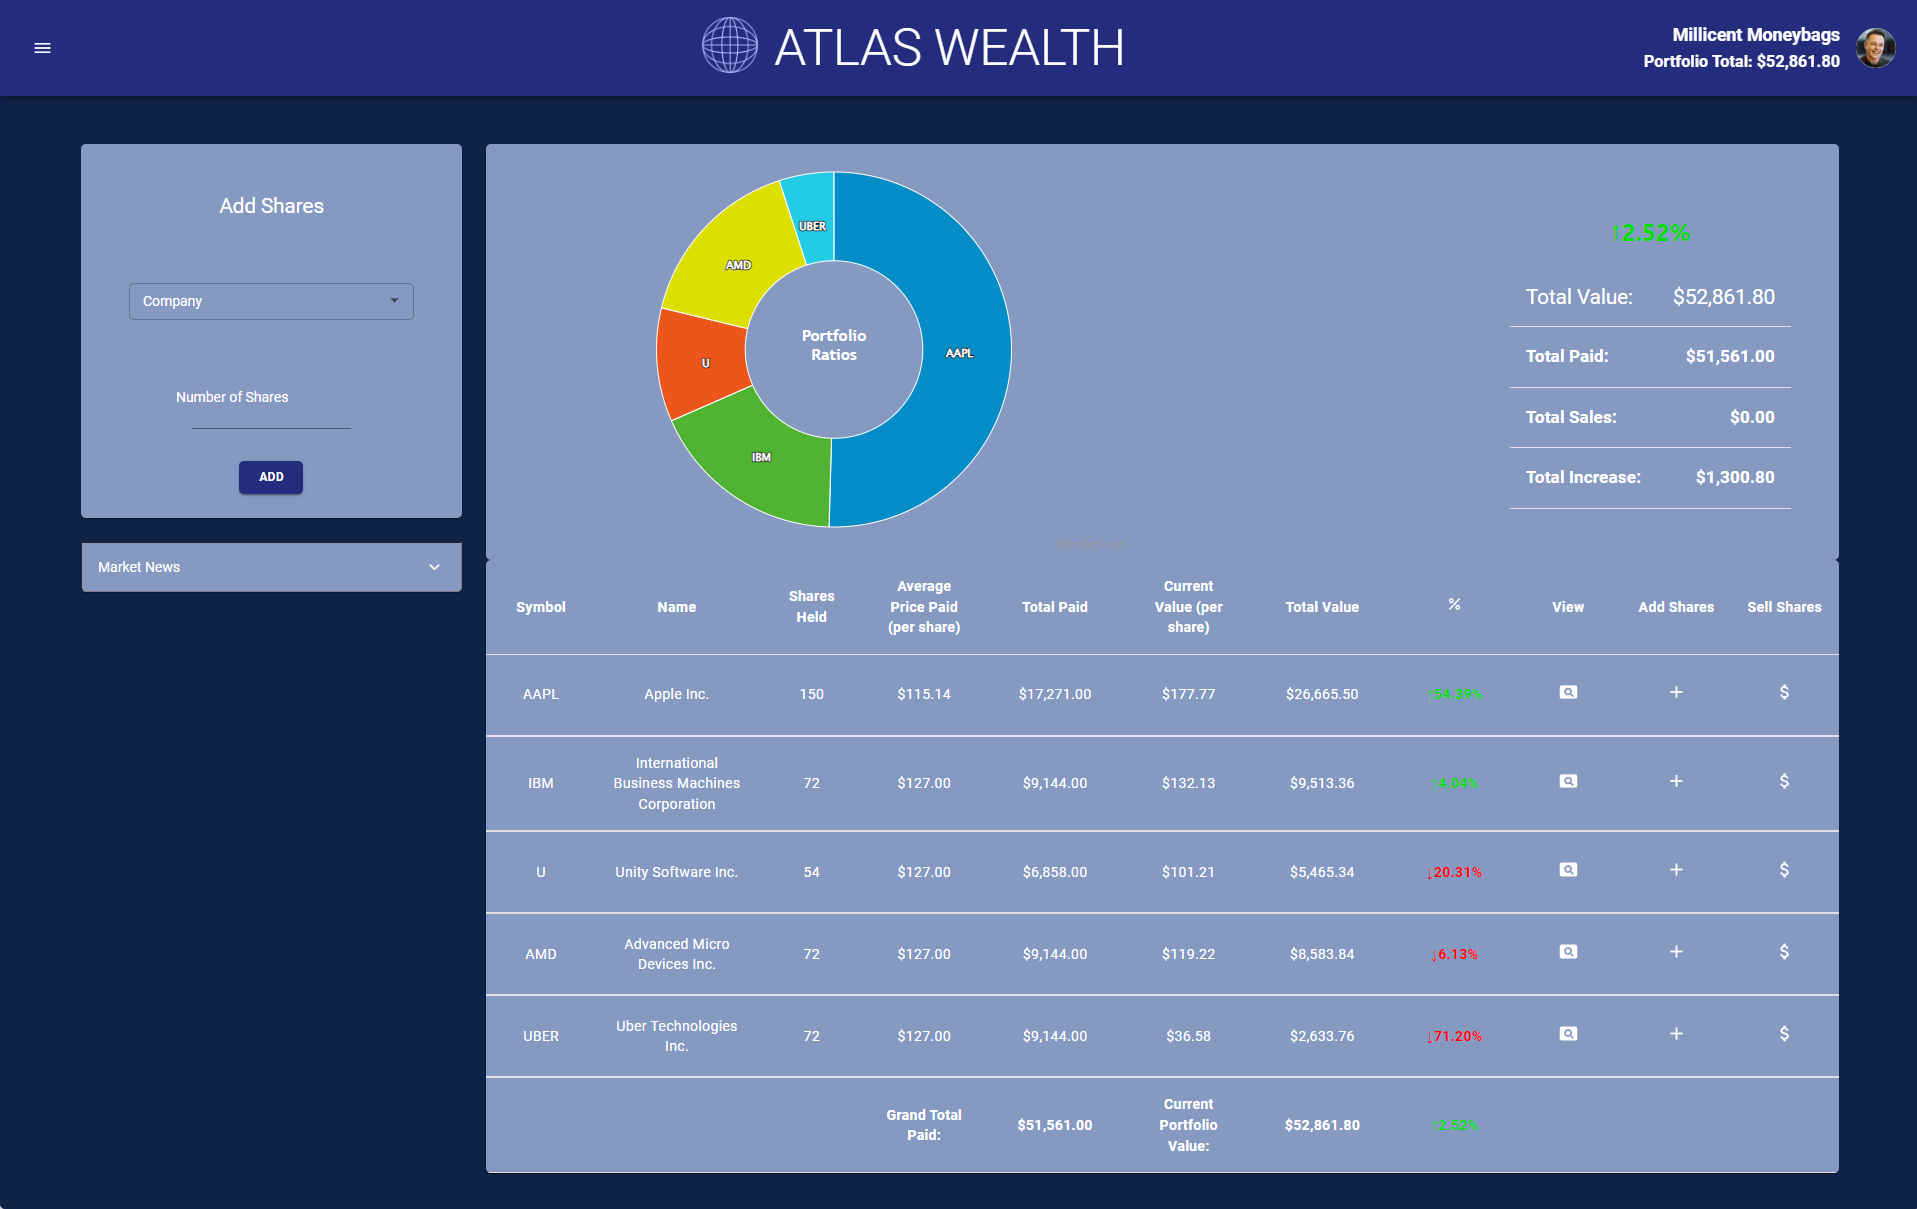 ATLAS WEALTH
Millicent Moneybags
Portfolio Total: $52,861.80
Add Shares
Company
Number of Shares
ADD
Market News
UBER
AMD
AAPL
U
IBM
Portfolio
Ratios
↑2.52%
Total Value: $52,861.80
Total Paid: $51,561.00
Total Sales: $0.00
Total Increase: $1,300.80
Symbol
Name
Shares
Held
Average
Price Paid
(per share)
Total Paid
Current
Value (per
share)
Total Value
%
View
Add Shares
Sell Shares
AAPL Apple Inc. 150 $115.14 $17,271.00 $177.77 $26,665.50 ↑54.39% + $
International
Business Machines
Corporation
IBM 72 $127.00 $9,144.00 $132.13 $9,513.36 ↑4.04% + $
U Unity Software Inc. 54 $127.00 $6,858.00 $101.21 $5,465.34 ↓20.31% + $
Advanced Micro
Devices Inc.
AMD 72 $127.00 $9,144.00 $119.22 $8,583.84 ↓6.13% + $
Uber Technologies
Inc.
UBER 72 $127.00 $9,144.00 $36.58 $2,633.76 ↓71.20% + $
Grand Total
Paid:
$51,561.00
Current
Portfolio
Value:
$52,861.80
↑2.52%